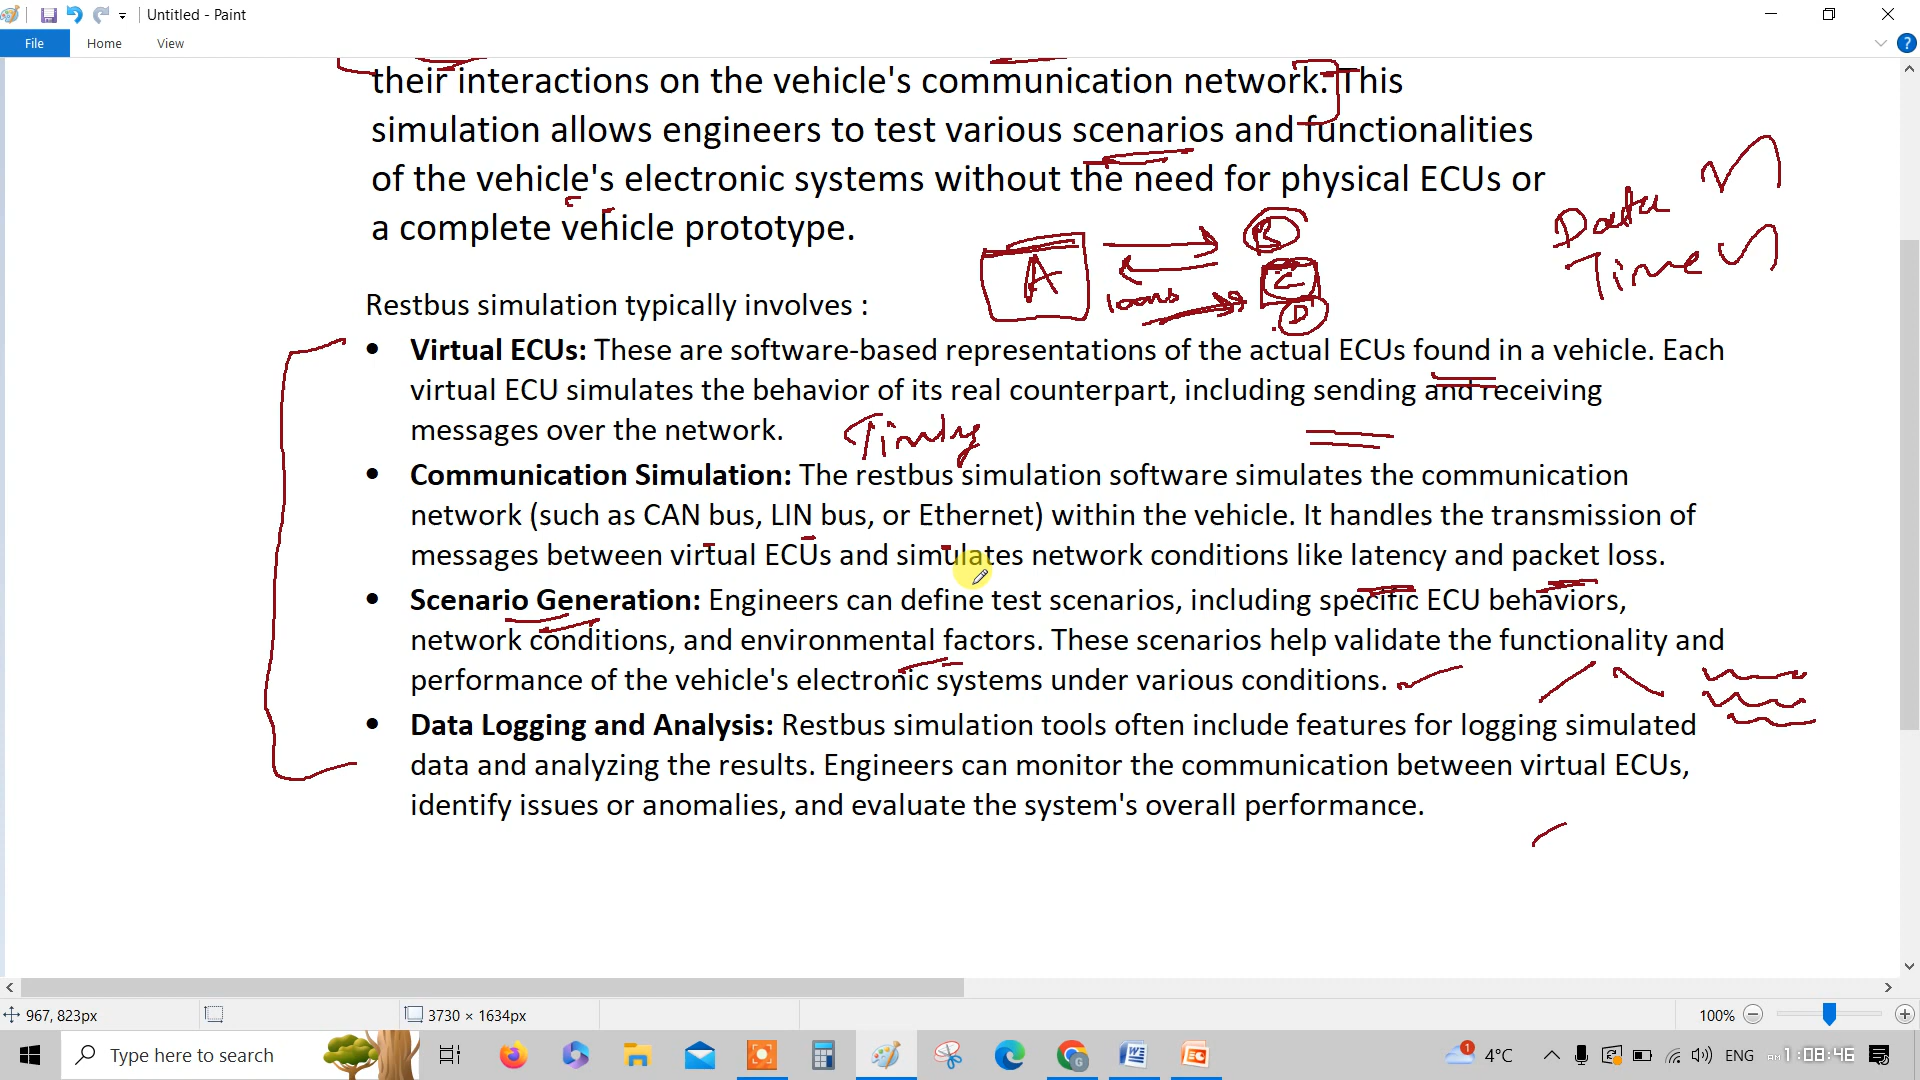 Untitled - Paint
File Home View
their interactions on the vehicle's communication network. This
simulation allows engineers to test various scenarios and functionalities
of the vehicle's electronic systems without the need for physical ECUs or
a complete vehicle prototype.
Data
Time
A
B
C
D
100ms
Restbus simulation typically involves :
• Virtual ECUs: These are software-based representations of the actual ECUs found in a vehicle. Each
virtual ECU simulates the behavior of its real counterpart, including sending and receiving
messages over the network.
• Communication Simulation: The restbus simulation software simulates the communication
network (such as CAN bus, LIN bus, or Ethernet) within the vehicle. It handles the transmission of
messages between virtual ECUs and simulates network conditions like latency and packet loss.
• Scenario Generation: Engineers can define test scenarios, including specific ECU behaviors,
network conditions, and environmental factors. These scenarios help validate the functionality and
performance of the vehicle's electronic systems under various conditions.
• Data Logging and Analysis: Restbus simulation tools often include features for logging simulated
data and analyzing the results. Engineers can monitor the communication between virtual ECUs,
identify issues or anomalies, and evaluate the system's overall performance.
967, 823px
3730 × 1634px
100%
Type here to search
1
4°C
ENG
AM 1:08:46